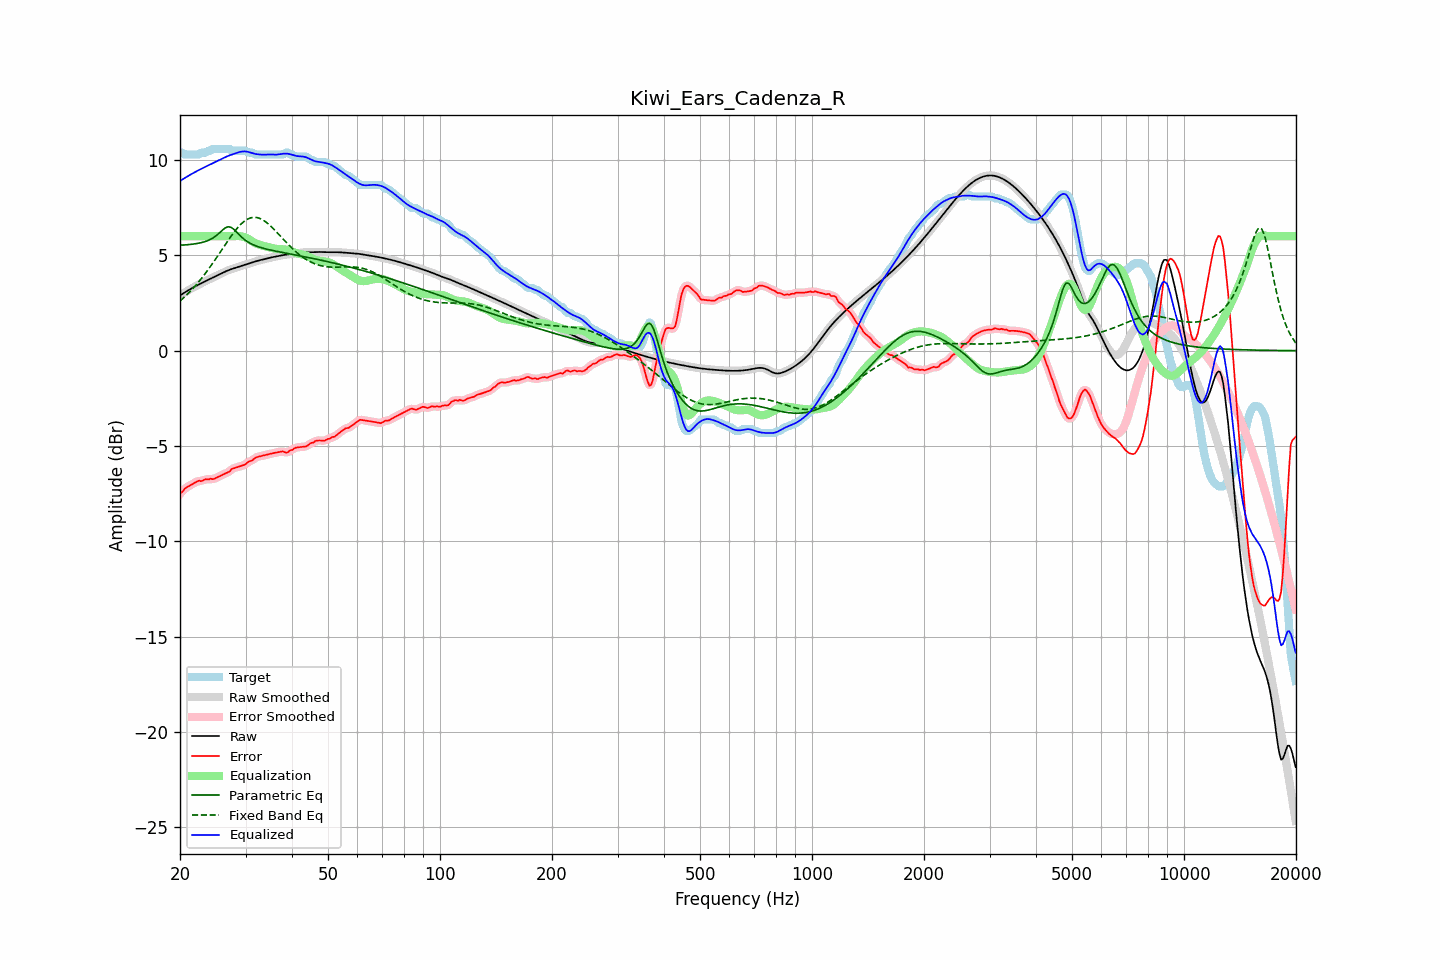 Kiwi_Ears_Cadenza_R
Amplitude (dBr)
10
5
0
−5
−10
−15
−20
−25
Target
Raw Smoothed
Error Smoothed
Raw
Error
Equalization
Parametric Eq
Fixed Band Eq
Equalized
20 50 100 200 500 1000 2000 5000 10000 20000
Frequency (Hz)